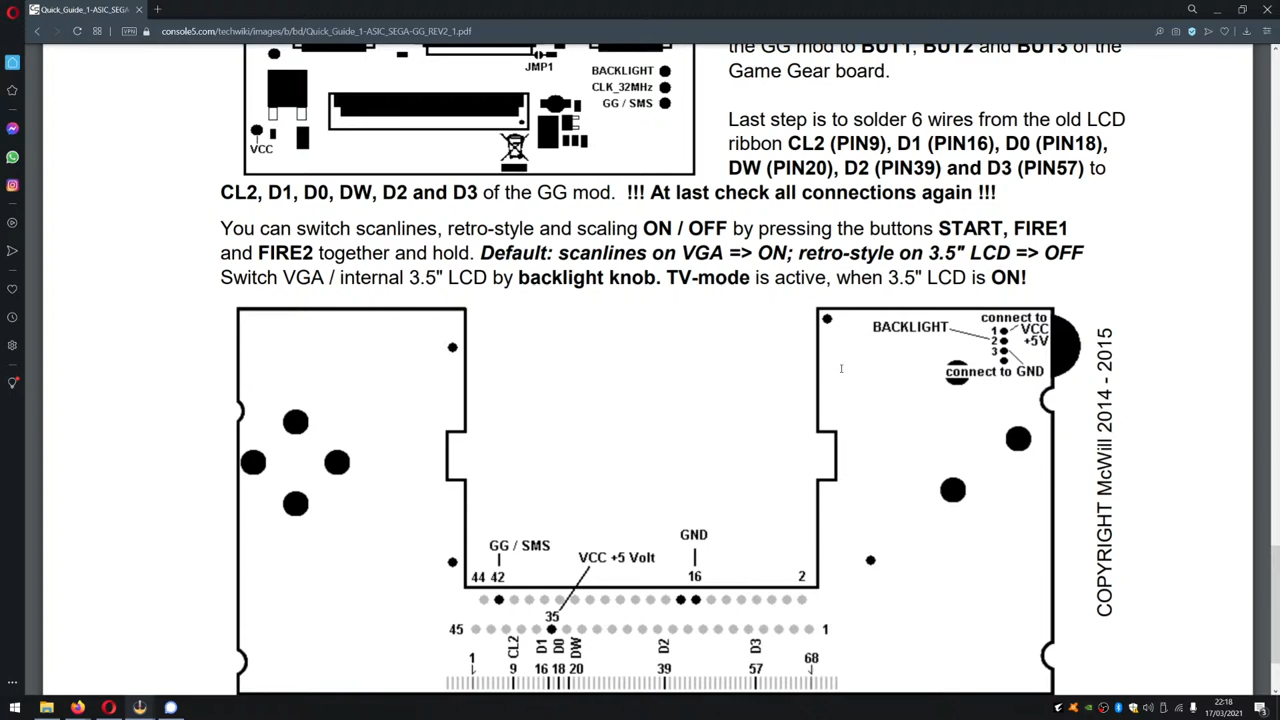 Quick_Guide_1-ASIC_SEGA-GG_REV2_1.
VPN
console5.com/techwiki/images/b/bd/Quick_Guide_1-ASIC_SEGA-GG_REV2_1.pdf
the GG mod to BUT1, BUT2 and BUT3 of the
Game Gear board.
JMP1
BACKLIGHT
CLK_32MHz
GG / SMS
VCC
Last step is to solder 6 wires from the old LCD
ribbon CL2 (PIN9), D1 (PIN16), D0 (PIN18),
DW (PIN20), D2 (PIN39) and D3 (PIN57) to
CL2, D1, D0, DW, D2 and D3 of the GG mod. !!! At last check all connections again !!!
You can switch scanlines, retro-style and scaling ON / OFF by pressing the buttons START, FIRE1
and FIRE2 together and hold. Default: scanlines on VGA => ON; retro-style on 3.5" LCD => OFF
Switch VGA / internal 3.5" LCD by backlight knob. TV-mode is active, when 3.5" LCD is ON!
connect to
BACKLIGHT
1
VCC
2
+5V
3
connect to GND
COPYRIGHT McWill 2014 - 2015
GND
GG / SMS
VCC +5 Volt
44 42
16
2
35
45
1
CL2
D1
D0
DW
D2
D3
1
9
16
18
20
39
57
68
22:18
17/03/2021
3